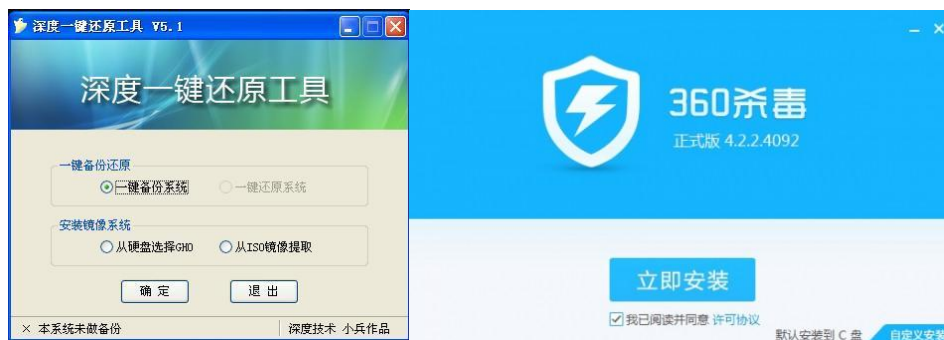 深度一键还原工具 V5.1
深度一键还原工具
一键备份还原
一键备份系统 一键还原系统
安装镜像系统
从硬盘选择GHO 从ISO镜像提取
确定 退出
× 本系统未做备份 深度技术 小兵作品
360杀毒
正式版 4.2.2.4092
立即安装
我已阅读并同意 许可协议
默认安装到 C 盘 自定义安装